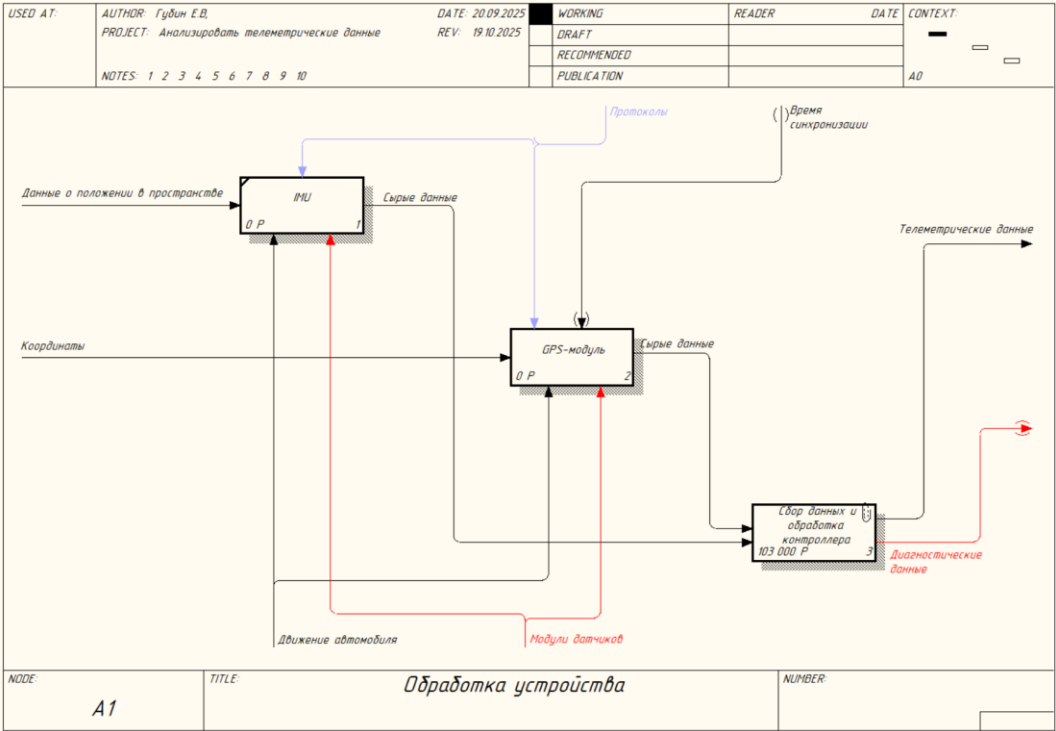 USED AT:
AUTHOR: Губин Е.В,
DATE: 20.09.2025
WORKING
READER
DATE
CONTEXT:
PROJECT: Анализировать телеметрические данные
REV: 19.10.2025
DRAFT
RECOMMENDED
NOTES: 1 2 3 4 5 6 7 8 9 10
PUBLICATION
A0
Протоколы
Время
синхронизации
Данные о положении в пространстве
IMU
0 Р
1
Сырые данные
Телеметрические данные
Координаты
GPS-модуль
0 Р
2
Сырые данные
Сбор данных и
обработка
контроллера
103 000 Р
3
Диагностические
данные
Движение автомобиля
Модули датчиков
NODE:
A1
TITLE:
Обработка устройства
NUMBER: